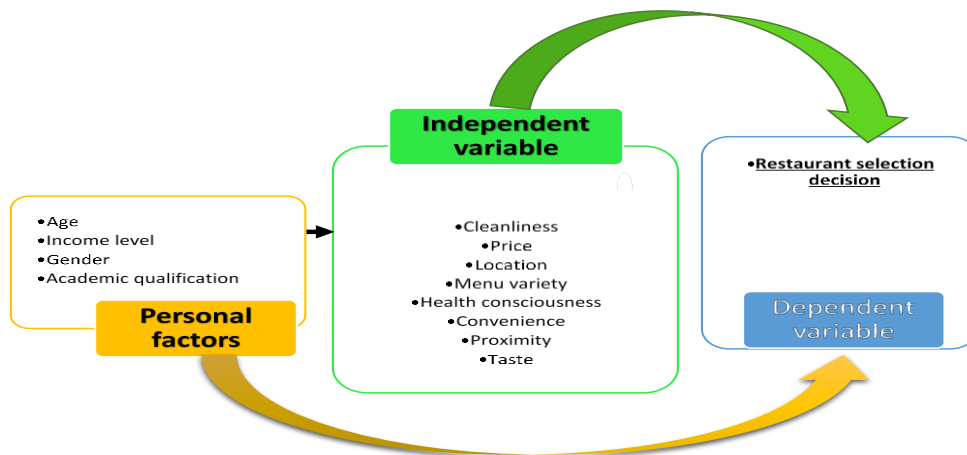 •Age
•Income level
•Gender
•Academic qualification
Personal
factors
Independent
variable
•Cleanliness
•Price
•Location
•Menu variety
•Health consciousness
•Convenience
•Proximity
•Taste
•Restaurant selection
decision
Dependent
variable